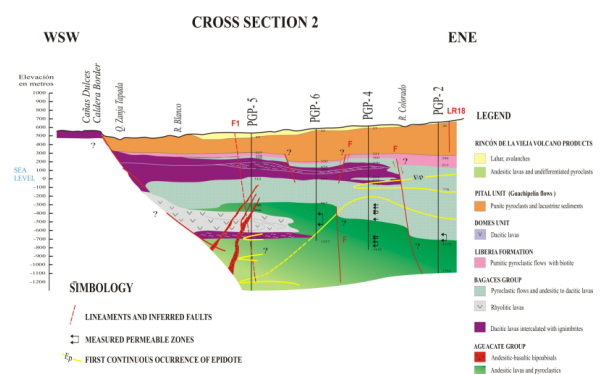 CROSS SECTION 2
WSW
ENE
Elevación
en metros
1000
900
800
700
600
500
400
300
200
100
SEA
LEVEL
0
-100
-200
-300
-400
-500
-600
-700
-800
-900
-1000
-1100
-1200
Cañas Dulces
Caldera Border
Q. Zanja Tapada
R. Blanco
F1
PGP- 5
PGP- 6
PGP- 4
R. Colorado
PGP- 2
LR18
?
?
?
?
?
?
?
?
F
F
F
Ep
LEGEND
RINCÓN DE LA VIEJA VOLCANO PRODUCTS
Lahar, avalanches
Andesitic lavas and undifferentiated pyroclasts
PITAL UNIT (Guachipelin flows )
Pumitic pyroclasts and lacustrine sediments
DOMES UNIT
Dacitic lavas
LIBERIA FORMATION
Pumitic pyroclastic flows with biotite
BAGACES GROUP
Pyroclastic flows and andesitic to dacitic lavas
Rhyolitic lavas
Dacitic lavas intercalated with ignimbrites
AGUACATE GROUP
Andesitic-basaltic hipoabisals
Andesitic lavas and pyroclastics
SIMBOLOGY
LINEAMENTS AND INFERRED FAULTS
MEASURED PERMEABLE ZONES
Ep
FIRST CONTINUOUS OCURRENCE OF EPIDOTE